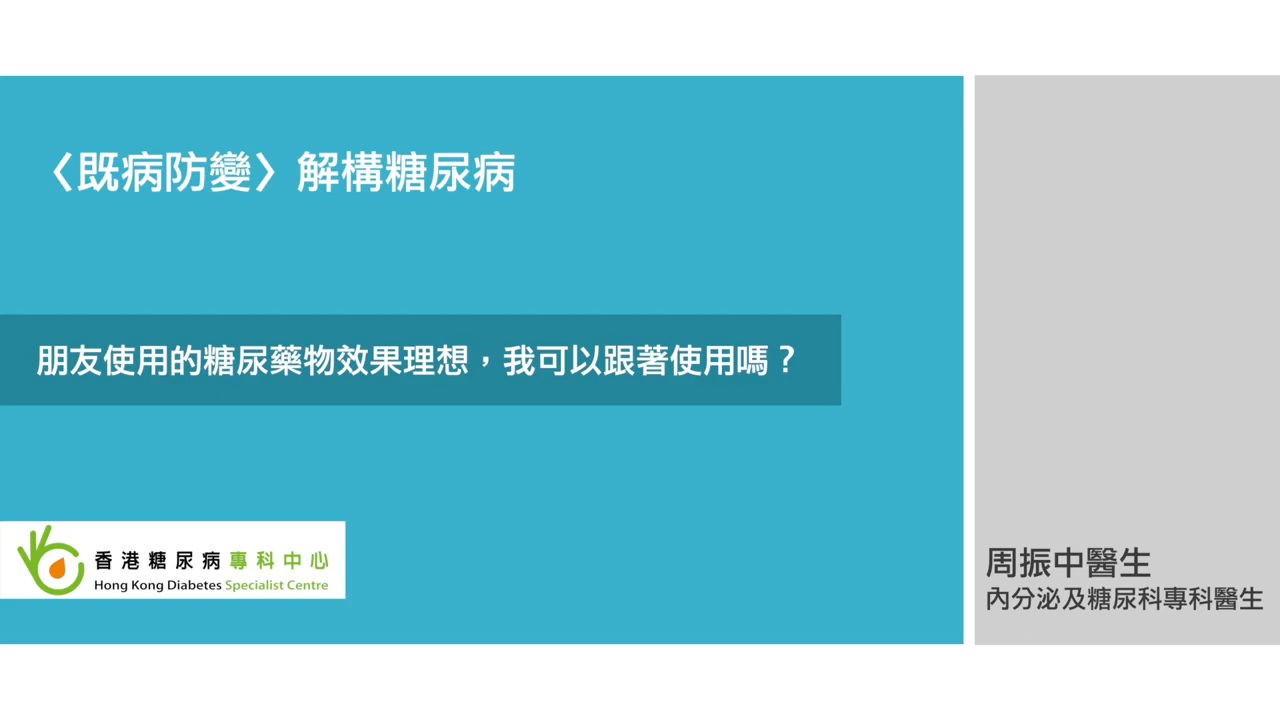 〈既病防變〉解構糖尿病
朋友使用的糖尿藥物效果理想，我可以跟著使用嗎？
香港糖尿病專科中心
Hong Kong Diabetes Specialist Centre
周振中醫生
內分泌及糖尿科專科醫生